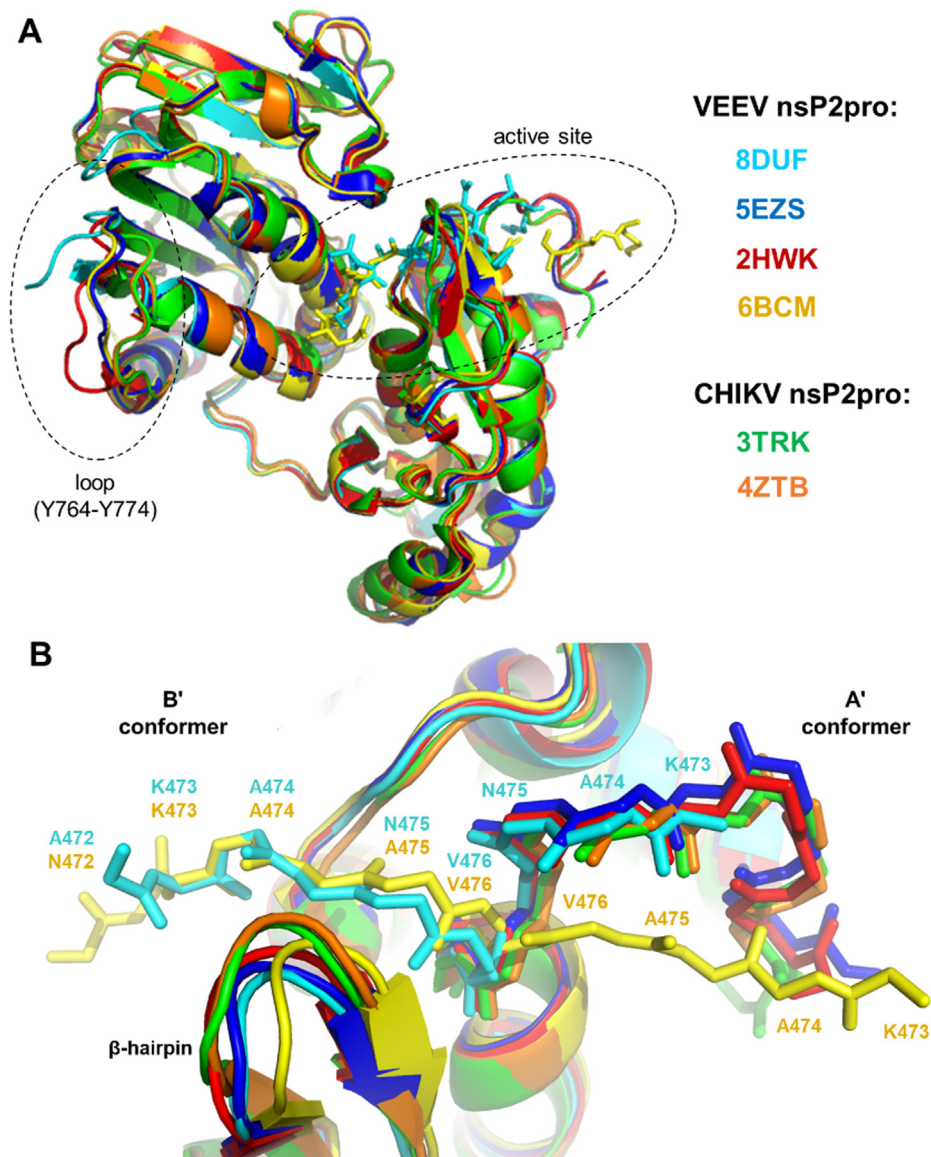 A
active site
loop
(Y764-Y774)
VEEV nsP2pro:
8DUF
5EZS
2HWK
6BCM
CHIKV nsP2pro:
3TRK
4ZTB
B
B'
conformer
A'
conformer
K473
K473
A474
A474
A472
N472
N475
A475
V476
V476
N475
A474
K473
V476
A475
A474
K473
β-hairpin